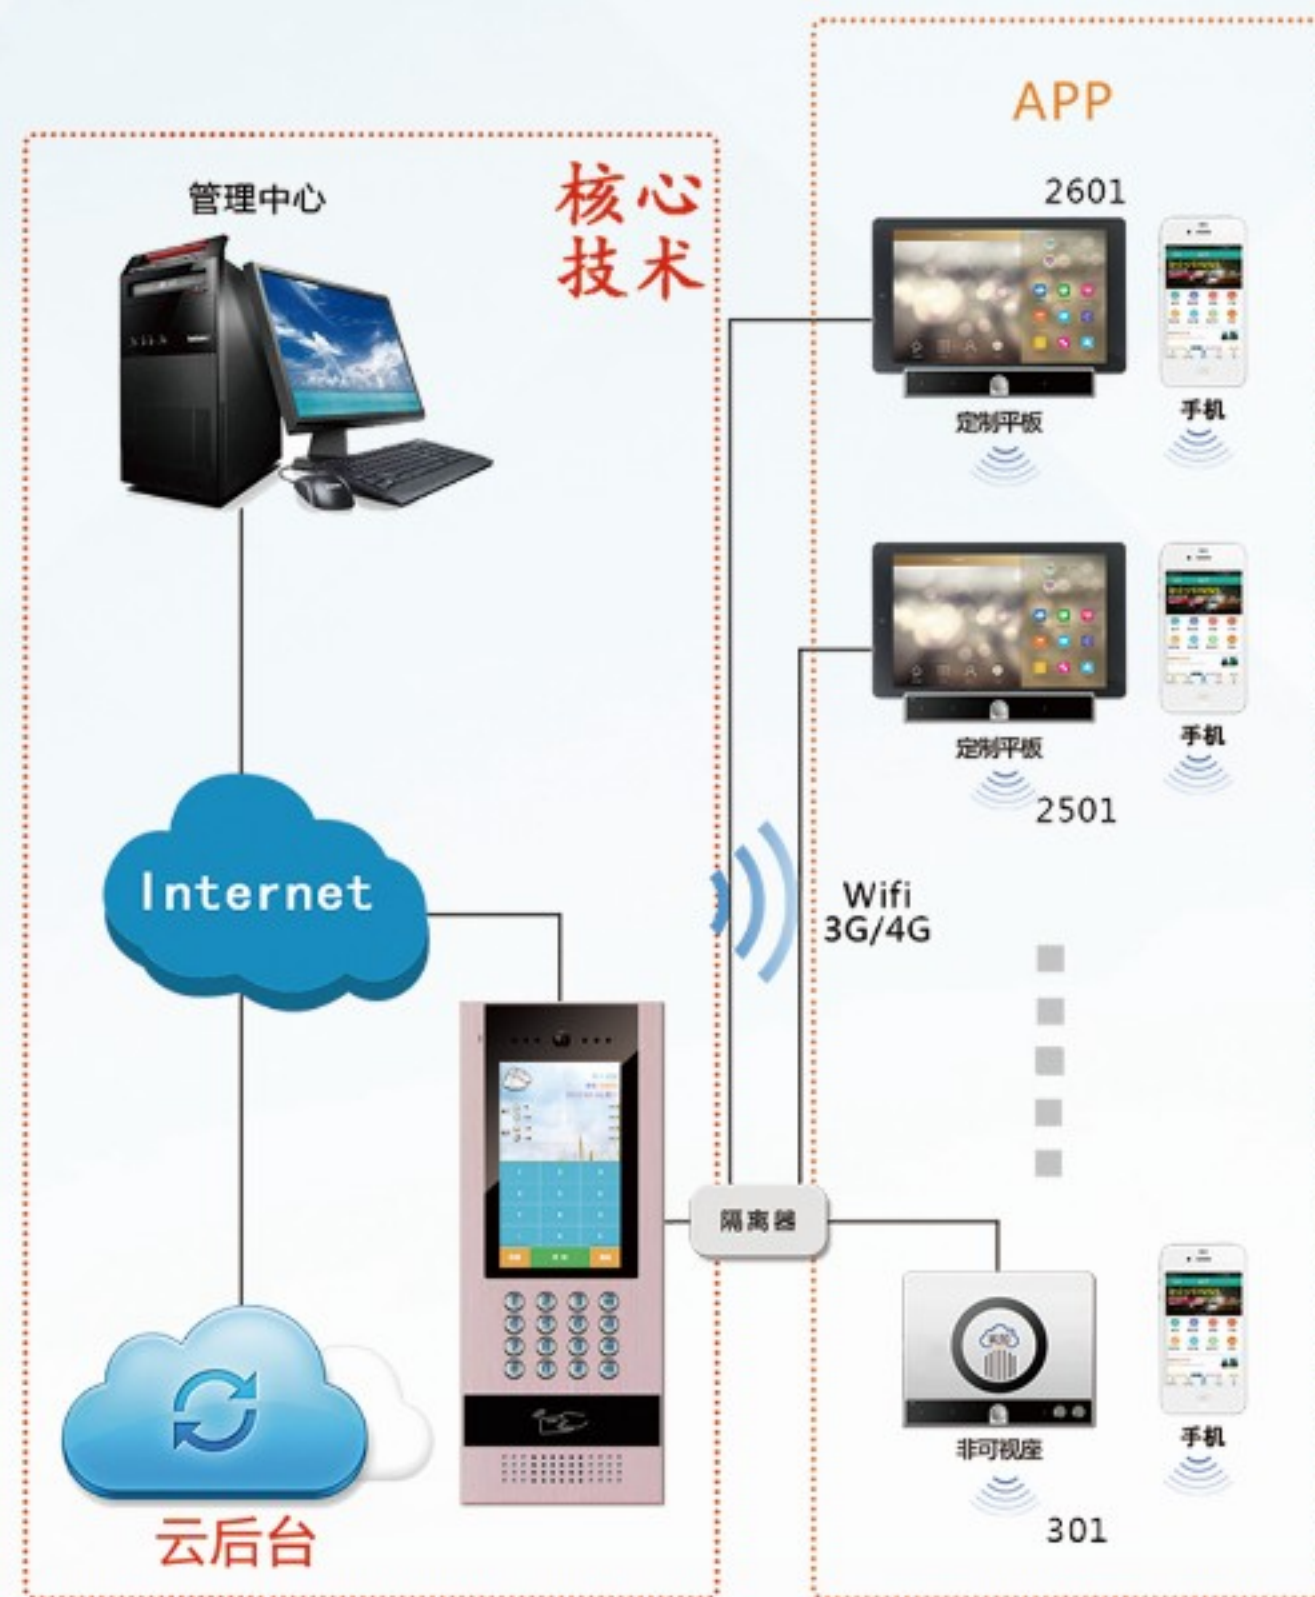 APP
核心
技术
管理中心
2601
定制平板
手机
定制平板
手机
2501
Internet
Wifi
3G/4G
隔离器
非可视座
手机
301
云后台